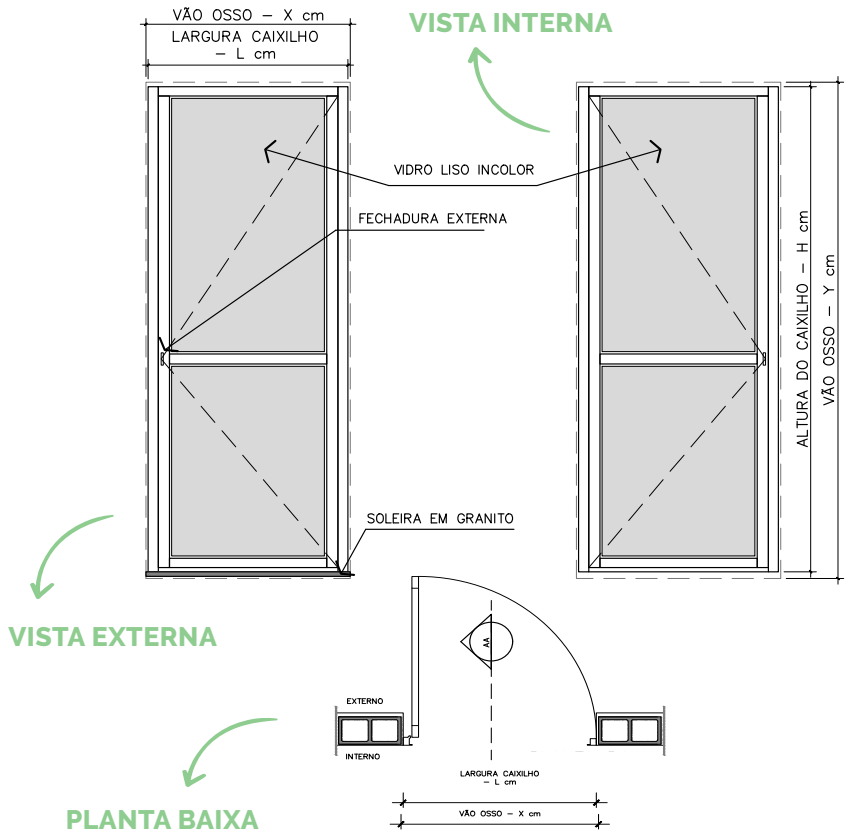 VÃO OSSO – X cm
LARGURA CAIXILHO
– L cm
VISTA INTERNA
VIDRO LISO INCOLOR
FECHADURA EXTERNA
ALTURA DO CAIXILHO – H cm
VÃO OSSO – Y cm
SOLEIRA EM GRANITO
VISTA EXTERNA
AA
EXTERNO
INTERNO
LARGURA CAIXILHO
– L cm
VÃO OSSO – X cm
PLANTA BAIXA